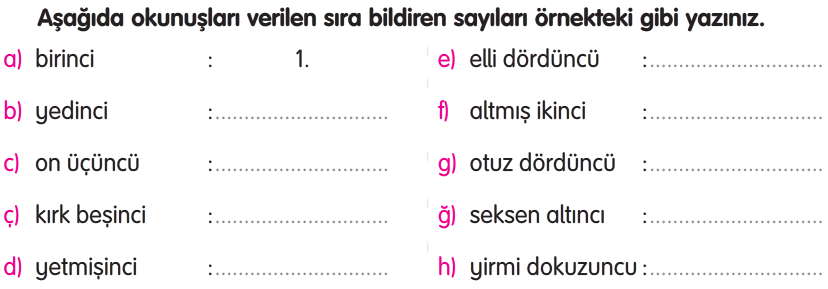 Aşağıda okunuşları verilen sıra bildiren sayıları örnekteki gibi yazınız.
a) birinci : 1.
b) yedinci :..............................
c) on üçüncü :..............................
ç) kırk beşinci :..............................
d) yetmişinci :..............................
e) elli dördüncü :..............................
f) altmış ikinci :..............................
g) otuz dördüncü :..............................
ğ) seksen altıncı :..............................
h) yirmi dokuzuncu :..............................